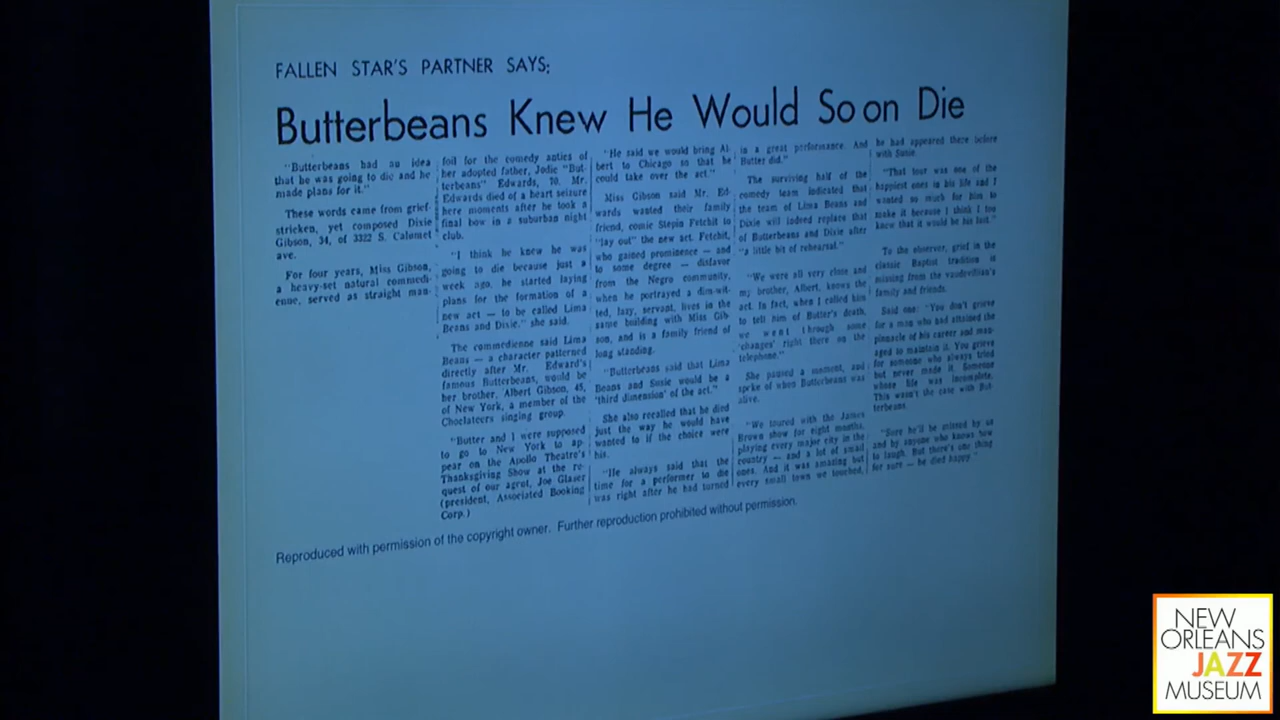 FALLEN STAR'S PARTNER SAYS:
Butterbeans Knew He Would Soon Die
"Butterbeans had an idea
that he was going to die and he
made plans for it."
These words came from grief-
stricken, yet composed Dixie
Gibson, 34, of 3322 S. Calumet
ave.
For four years, Miss Gibson,
a heavy-set natural commedi-
enne, served as straight man-
foil for the comedy antics of
her adopted father, Jodie "But-
terbeans" Edwards, 70. Mr.
Edwards died of a heart seizure
here moments after he took a
final bow in a suburban night
club.
"I think he knew he was
going to die because just a
week ago, he started laying
plans for the formation of a
new act — to be called Lima
Beans and Dixie," she said.
The commedienne said Lima
Beans — a character patterned
directly after Mr. Edward's
famous Butterbeans, would be
her brother, Albert Gibson, 45,
of New York, a member of the
Choclateers singing group.
"Butter and I were supposed
to go to New York to ap-
pear on the Apollo Theatre's
Thanksgiving Show at the re-
quest of our agent, Joe Glaser
(president, Associated Booking
Corp.)
"He said we would bring Al-
bert to Chicago so that he
could take over the act."
Miss Gibson said Mr. Ed-
wards wanted their family
friend, comic Stepin Fetchit to
"lay out" the new act. Fetchit,
who gained prominence — and
to some degree — disfavor
from the Negro community,
when he portrayed a dim-wit-
ted, lazy, servant, lives in the
same building with Miss Gib-
son, and is a family friend of
long standing.
"Butterbeans said that Lima
Beans and Susie would be a
'third dimension' of the act."
She also recalled that he died
just the way he would have
wanted to if the choice were
his.
"He always said that the
time for a performer to die
was right after he had turned
in a great performance. And
Butter did."
The surviving half of the
comedy team indicated that
the team of Lima Beans and
Dixie will indeed replace that
of Butterbeans and Dixie after
"a little bit of rehearsal."
"We were all very close and
my brother, Albert, knows the
act. In fact, when I called him
to tell him of Butter's death,
we went through some
'changes' right there on the
telephone."
She paused a moment, and
spoke of when Butterbeans was
alive.
"We toured with the James
Brown show for eight months,
playing every major city in the
country — and a lot of small
ones. And it was amazing but
every small town we touched,
he had appeared there before
with Susie.
"That tour was one of the
happiest ones in his life and I
wanted so much for him to
make it because I think I too
knew that it would be his last."
To the observer, grief in the
classic Baptist tradition is
missing from the vaudevillian's
family and friends.
Said one: "You don't grieve
for a man who had attained the
pinnacle of his career and man-
aged to maintain it. You grieve
for someone who always tried
but never made it. Someone
whose life was incomplete.
This wasn't the case with But-
terbeans.
"Sure he'll be missed by us
and by anyone who knows how
to laugh. But there's one thing
for sure — he died happy."
Reproduced with permission of the copyright owner. Further reproduction prohibited without permission.
NEW
ORLEANS
JAZZ
MUSEUM